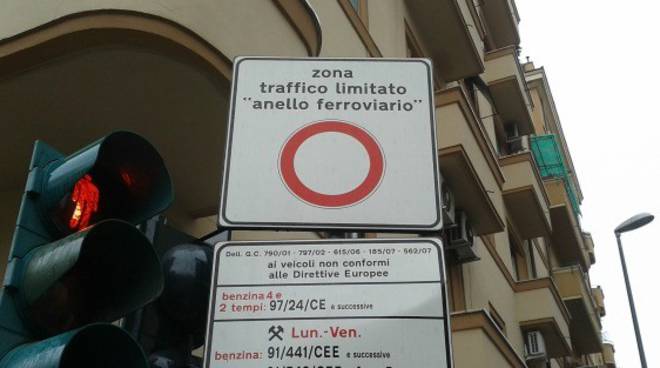 zona
traffico limitato
"anello ferroviario"
Dell. G.C. 790/01 - 797/02 - 615/06 - 185/07 - 562/07
ai veicoli non conformi
alle Direttive Europee
benzina 4 e
2 tempi: 97/24/CE e successive
Lun.-Ven.
benzina: 91/441/CEE e successive